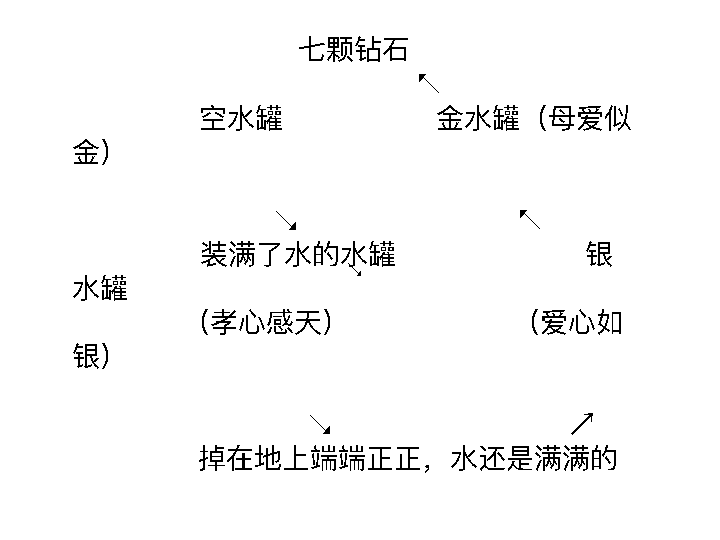 七颗钻石
空水罐 金水罐（母爱似
金）
装满了水的水罐 银
水罐
（孝心感天） （爱心如
银）
掉在地上端端正正，水还是满满的